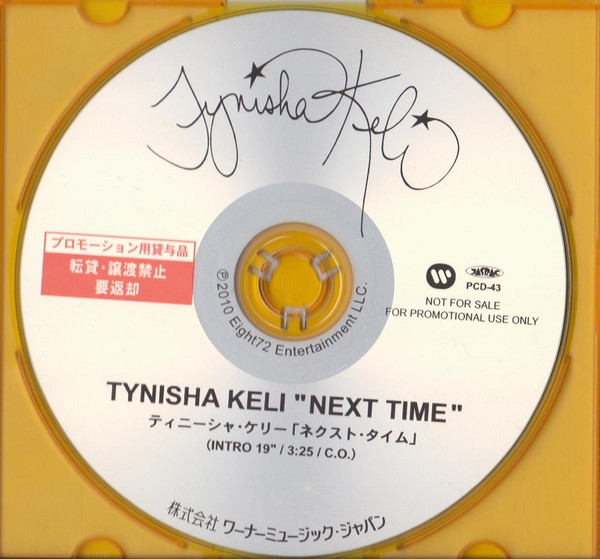 Tynisha Keli
プロモーション用貸与品
転貸・譲渡禁止
要返却
JASRAC
PCD-43
NOT FOR SALE
FOR PROMOTIONAL USE ONLY
Ⓟ2010 Eight72 Entertainment LLC.
TYNISHA KELI "NEXT TIME"
ティニーシャ・ケリー「ネクスト・タイム」
(INTRO 19" / 3:25 / C.O.)
株式会社 ワーナーミュージック・ジャパン